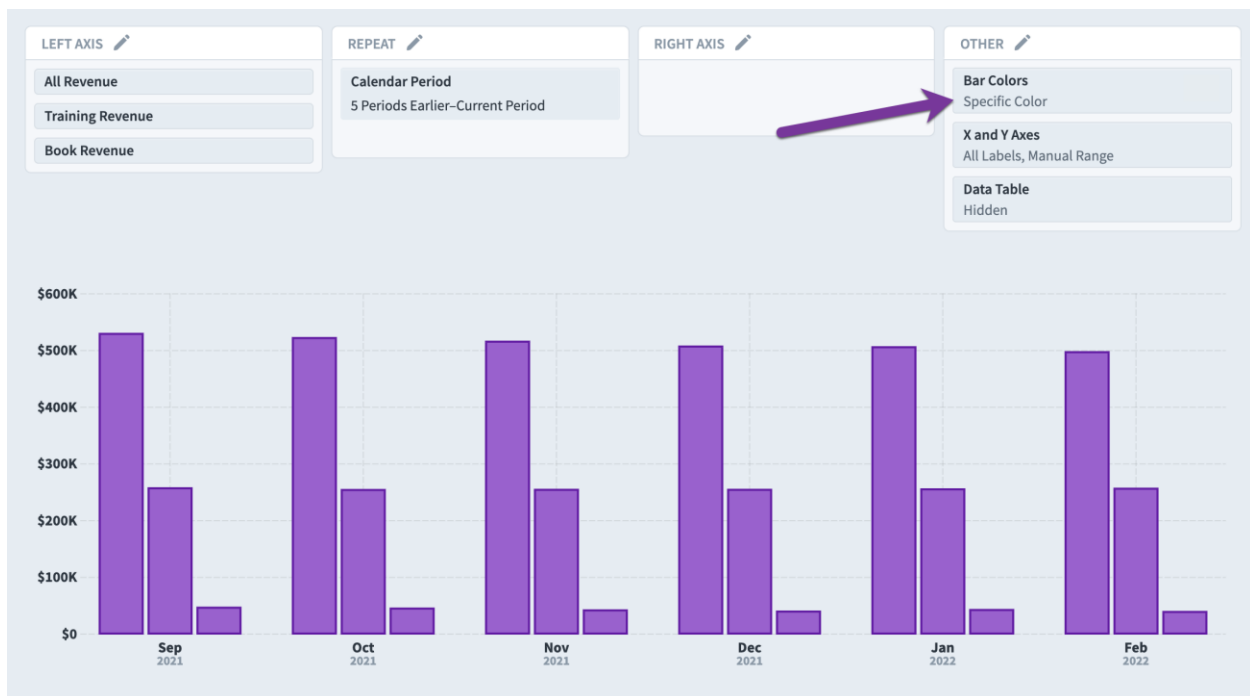 LEFT AXIS
All Revenue
Training Revenue
Book Revenue
REPEAT
Calendar Period
5 Periods Earlier–Current Period
RIGHT AXIS
OTHER
Bar Colors
Specific Color
X and Y Axes
All Labels, Manual Range
Data Table
Hidden
$600K
$500K
$400K
$300K
$200K
$100K
$0
Sep
2021
Oct
2021
Nov
2021
Dec
2021
Jan
2022
Feb
2022